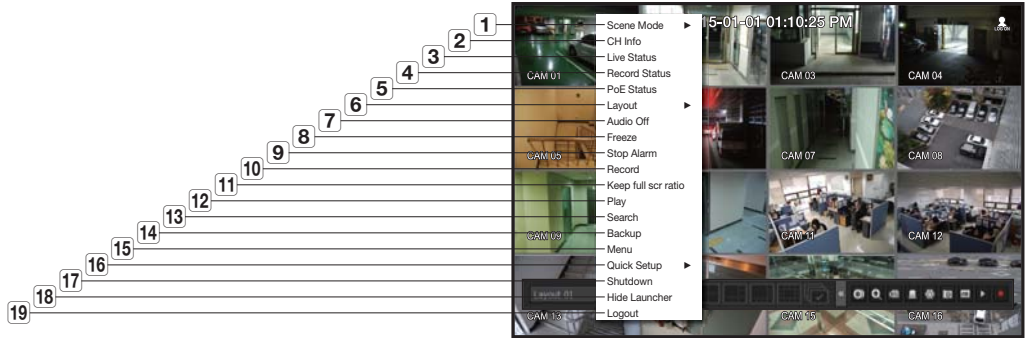 1 Scene Mode ▶
2 CH Info
3 Live Status
4 Record Status
5 PoE Status
6 Layout ▶
7 Audio Off
8 Freeze
9 Stop Alarm
10 Record
11 Keep full scr ratio
12 Play
13 Search
14 Backup
15 Menu
16 Quick Setup ▶
17 Shutdown
18 Hide Launcher
19 Logout
15-01-01 01:10:25 PM
LOG ON
CAM 01
CAM 03
CAM 04
CAM 05
CAM 07
CAM 08
CAM 09
CAM 11
CAM 12
Layout 01
CAM 13
CAM 15
CAM 16